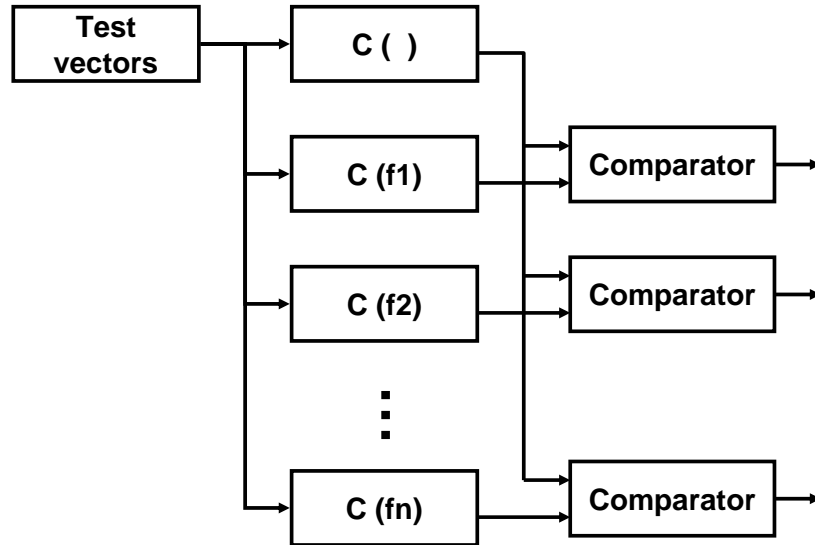 Test
vectors
C ( )
C (f1)
Comparator
C (f2)
Comparator
C (fn)
Comparator